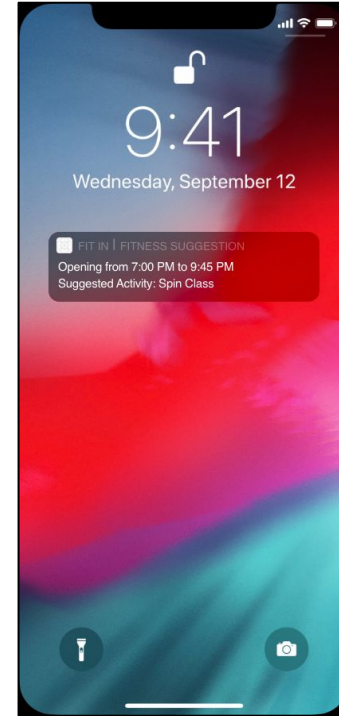 9:41
Wednesday, September 12
FIT IN | FITNESS SUGGESTION
Opening from 7:00 PM to 9:45 PM
Suggested Activity: Spin Class